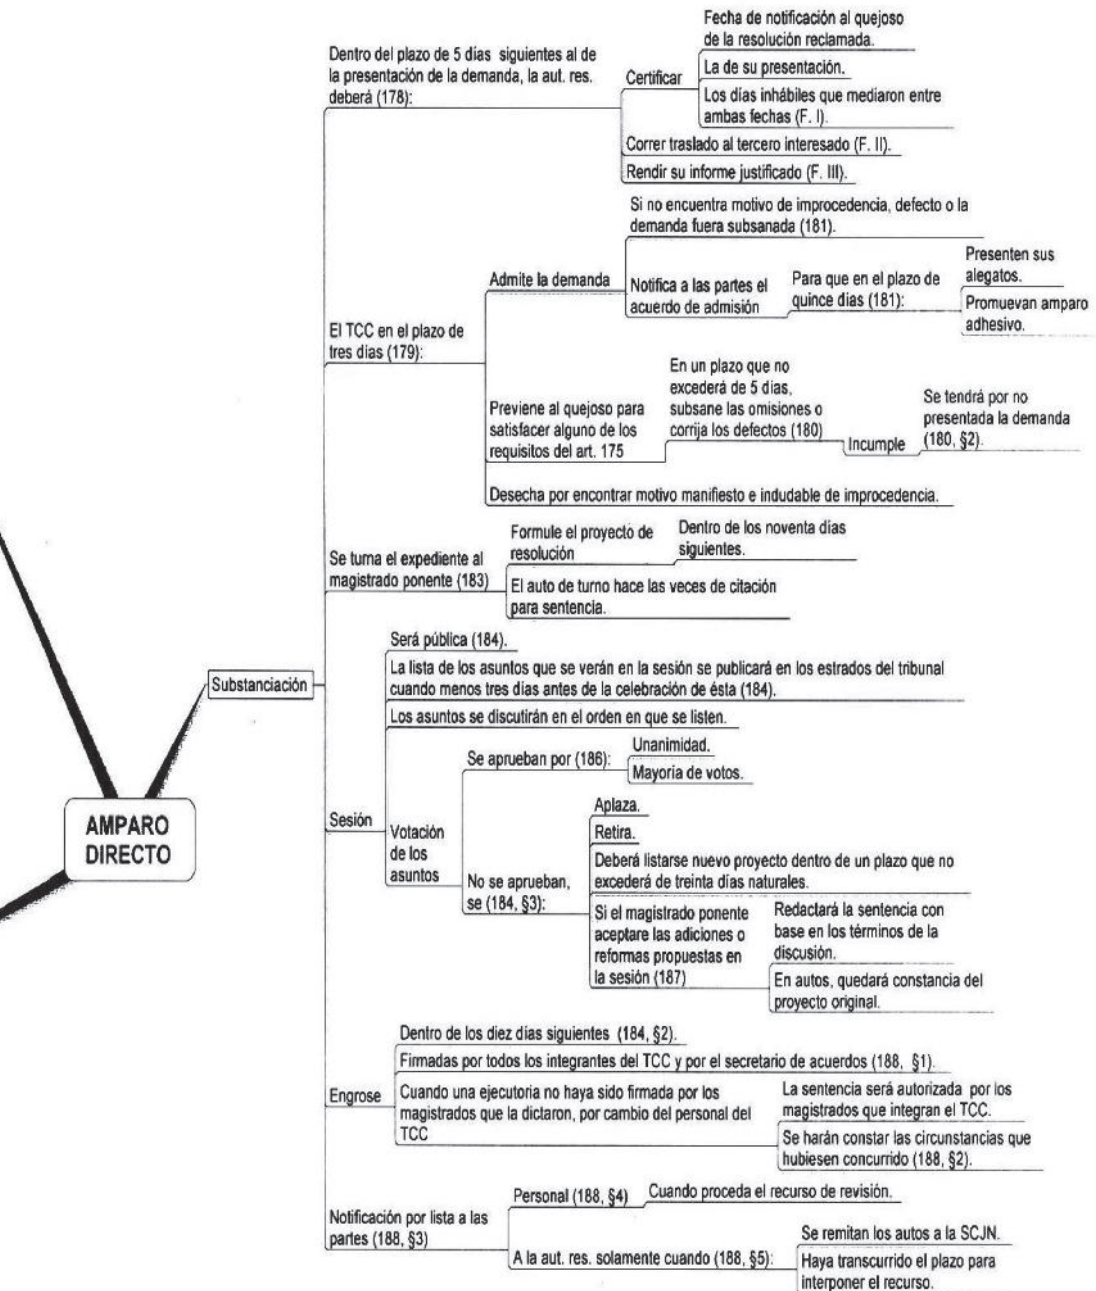 Fecha de notificación al quejoso
de la resolución reclamada.
Dentro del plazo de 5 días siguientes al de
la presentación de la demanda, la aut. res.
deberá (178):
Certificar
La de su presentación.
Los días inhábiles que mediaron entre
ambas fechas (F. I).
Correr traslado al tercero interesado (F. II).
Rendir su informe justificado (F. III).
El TCC en el plazo de
tres días (179):
Admite la demanda
Si no encuentra motivo de improcedencia, defecto o la
demanda fuera subsanada (181).
Notifica a las partes el
acuerdo de admisión
Para que en el plazo de
quince días (181):
Presenten sus
alegatos.
Promuevan amparo
adhesivo.
Previene al quejoso para
satisfacer alguno de los
requisitos del art. 175
En un plazo que no
excederá de 5 días,
subsane las omisiones o
corrija los defectos (180)
Incumple
Se tendrá por no
presentada la demanda
(180, §2).
Desecha por encontrar motivo manifiesto e indudable de improcedencia.
Se turna el expediente al
magistrado ponente (183)
Formule el proyecto de
resolución
Dentro de los noventa días
siguientes.
El auto de turno hace las veces de citación
para sentencia.
AMPARO
DIRECTO
Substanciación
Sesión
Será pública (184).
La lista de los asuntos que se verán en la sesión se publicará en los estrados del tribunal
cuando menos tres días antes de la celebración de ésta (184).
Los asuntos se discutirán en el orden en que se listen.
Votación
de los
asuntos
Se aprueban por (186):
Unanimidad.
Mayoría de votos.
No se aprueban,
se (184, §3):
Aplaza.
Retira.
Deberá listarse nuevo proyecto dentro de un plazo que no
excederá de treinta días naturales.
Si el magistrado ponente
aceptare las adiciones o
reformas propuestas en
la sesión (187)
Redactará la sentencia con
base en los términos de la
discusión.
En autos, quedará constancia del
proyecto original.
Engrose
Dentro de los diez días siguientes (184, §2).
Firmadas por todos los integrantes del TCC y por el secretario de acuerdos (188, §1).
Cuando una ejecutoria no haya sido firmada por los
magistrados que la dictaron, por cambio del personal del
TCC
La sentencia será autorizada por los
magistrados que integran el TCC.
Se harán constar las circunstancias que
hubiesen concurrido (188, §2).
Notificación por lista a las
partes (188, §3)
Personal (188, §4)
Cuando proceda el recurso de revisión.
A la aut. res. solamente cuando (188, §5):
Se remitan los autos a la SCJN.
Haya transcurrido el plazo para
interponer el recurso.